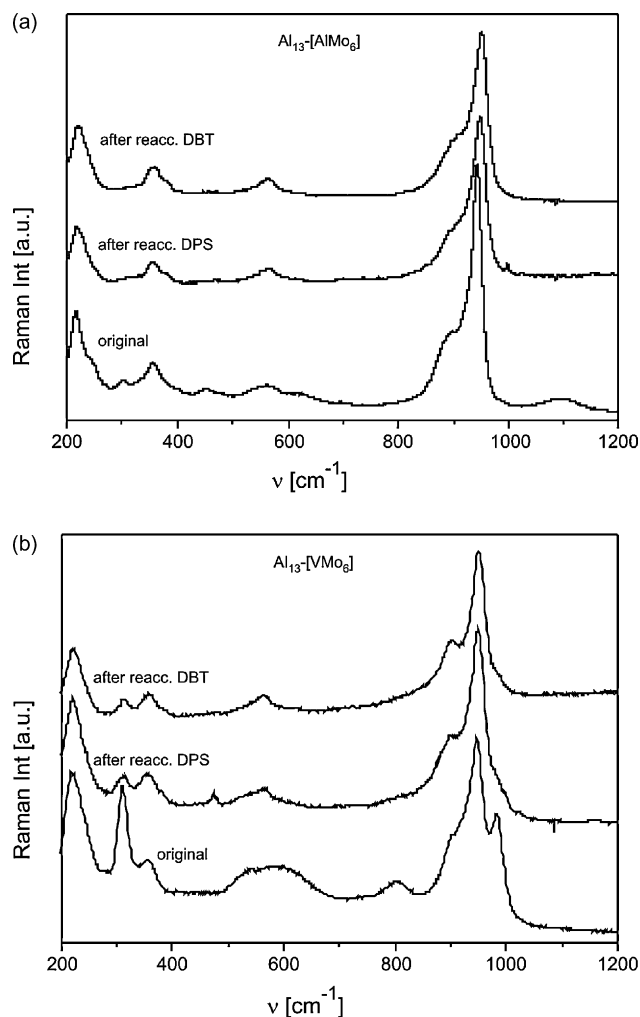 (a)
Al₁₃-[AlMo₆]
after reacc. DBT
after reacc. DPS
original
Raman Int [a.u.]
200 400 600 800 1000 1200
ν [cm⁻¹]
(b)
Al₁₃-[VMo₆]
after reacc. DBT
after reacc. DPS
original
Raman Int [a.u.]
200 400 600 800 1000 1200
ν [cm⁻¹]